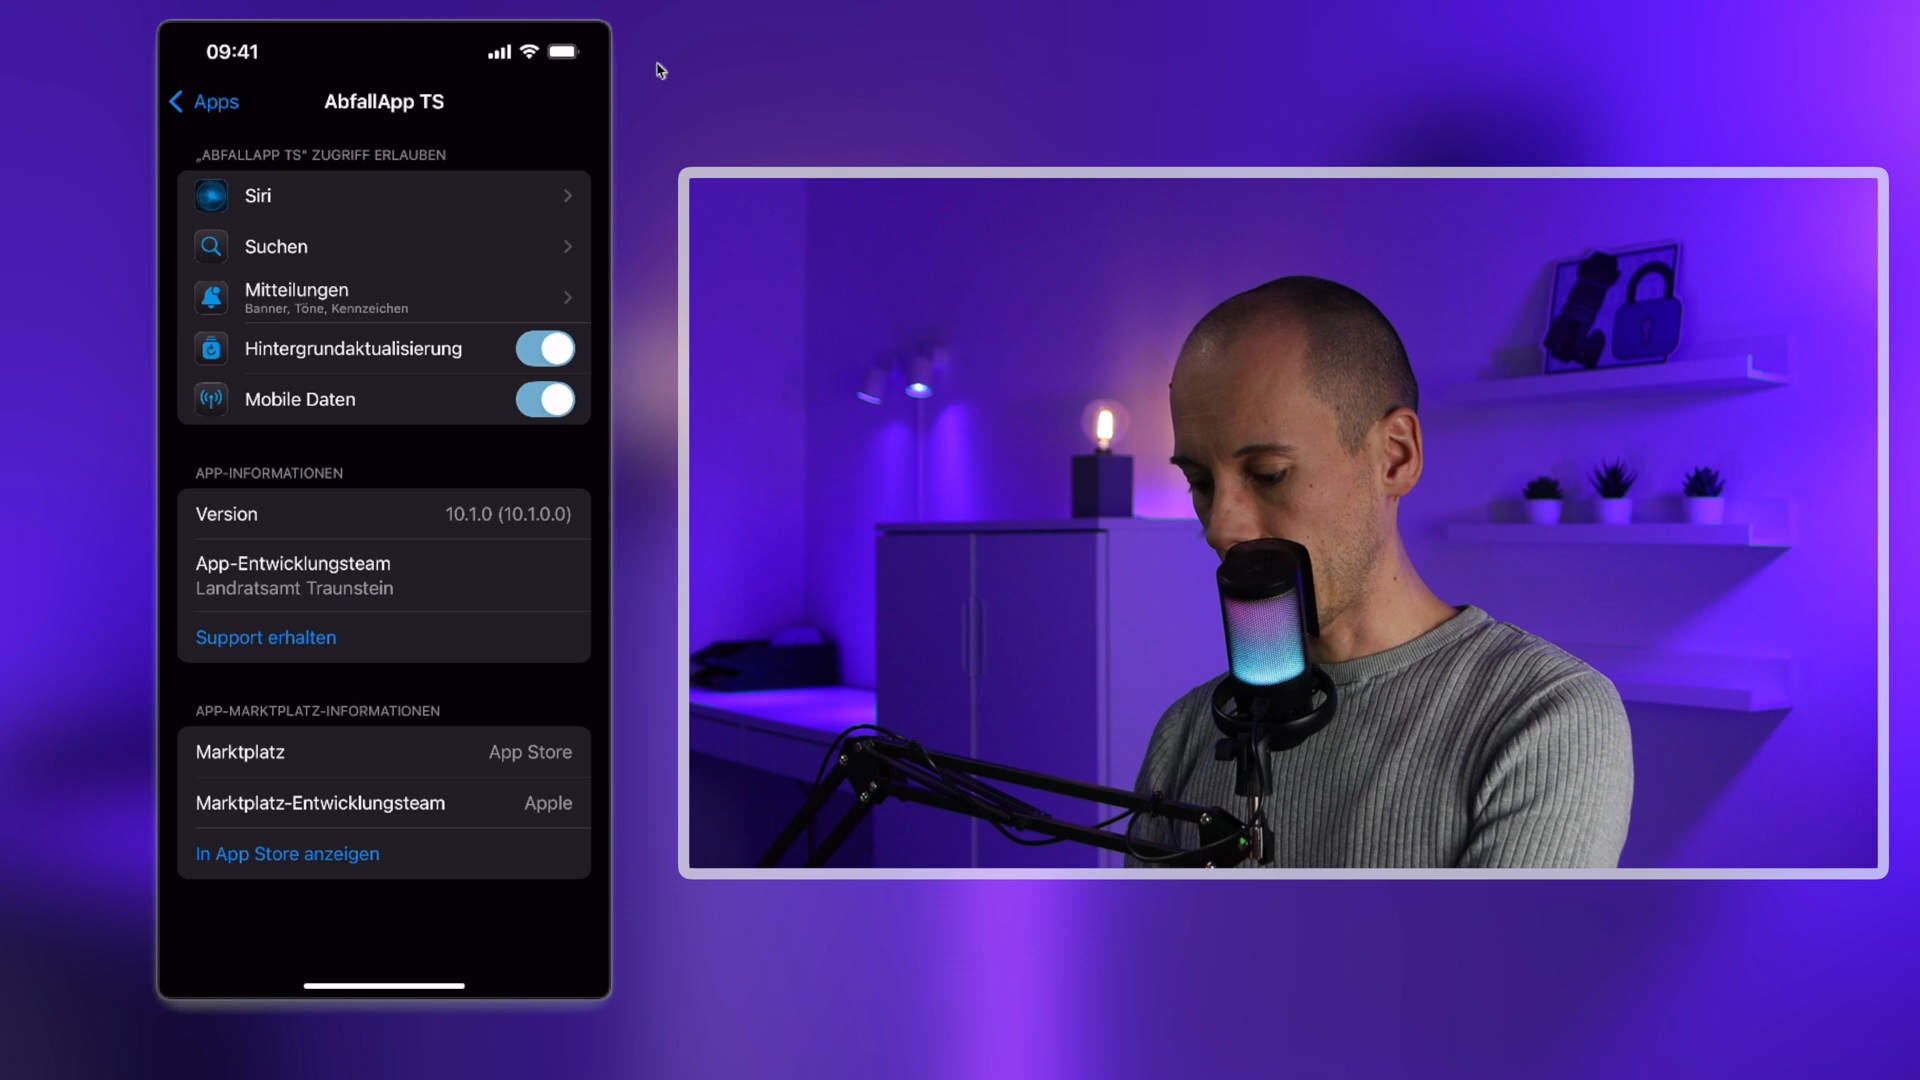 09:41
Apps
AbfallApp TS
„ABFALLAPP TS“ ZUGRIFF ERLAUBEN
Siri
Suchen
Mitteilungen
Banner, Töne, Kennzeichen
Hintergrundaktualisierung
Mobile Daten
APP-INFORMATIONEN
Version 10.1.0 (10.1.0.0)
App-Entwicklungsteam
Landratsamt Traunstein
Support erhalten
APP-MARKTPLATZ-INFORMATIONEN
Marktplatz App Store
Marktplatz-Entwicklungsteam Apple
In App Store anzeigen